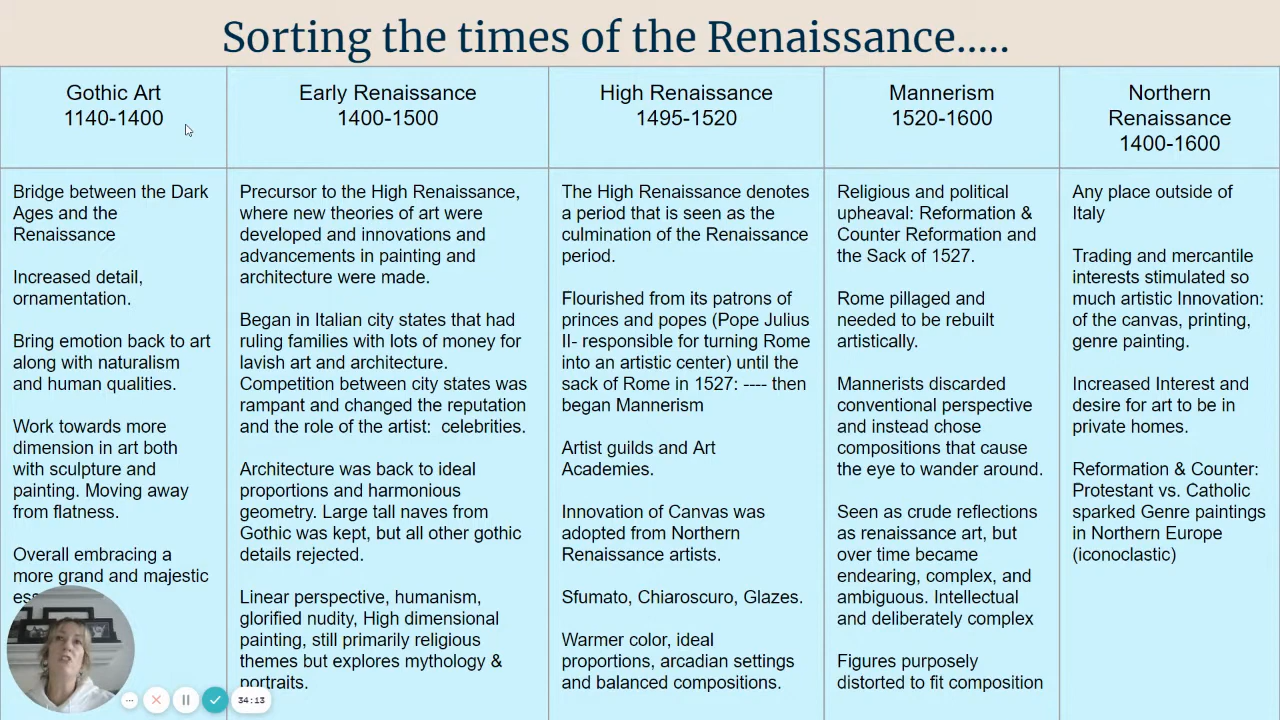 Sorting the times of the Renaissance.....
Gothic Art
1140-1400
Early Renaissance
1400-1500
High Renaissance
1495-1520
Mannerism
1520-1600
Northern
Renaissance
1400-1600
Bridge between the Dark
Ages and the
Renaissance
Increased detail,
ornamentation.
Bring emotion back to art
along with naturalism
and human qualities.
Work towards more
dimension in art both
with sculpture and
painting. Moving away
from flatness.
Overall embracing a
more grand and majestic
Precursor to the High Renaissance,
where new theories of art were
developed and innovations and
advancements in painting and
architecture were made.
Began in Italian city states that had
ruling families with lots of money for
lavish art and architecture.
Competition between city states was
rampant and changed the reputation
and the role of the artist:  celebrities.
Architecture was back to ideal
proportions and harmonious
geometry. Large tall naves from
Gothic was kept, but all other gothic
details rejected.
Linear perspective, humanism,
glorified nudity, High dimensional
painting, still primarily religious
themes but explores mythology &
portraits.
The High Renaissance denotes
a period that is seen as the
culmination of the Renaissance
period.
Flourished from its patrons of
princes and popes (Pope Julius
II- responsible for turning Rome
into an artistic center) until the
sack of Rome in 1527: ---- then
began Mannerism
Artist guilds and Art
Academies.
Innovation of Canvas was
adopted from Northern
Renaissance artists.
Sfumato, Chiaroscuro, Glazes.
Warmer color, ideal
proportions, arcadian settings
and balanced compositions.
Religious and political
upheaval: Reformation &
Counter Reformation and
the Sack of 1527.
Rome pillaged and
needed to be rebuilt
artistically.
Mannerists discarded
conventional perspective
and instead chose
compositions that cause
the eye to wander around.
Seen as crude reflections
as renaissance art, but
over time became
endearing, complex, and
ambiguous. Intellectual
and deliberately complex
Figures purposely
distorted to fit composition
Any place outside of
Italy
Trading and mercantile
interests stimulated so
much artistic Innovation:
of the canvas, printing,
genre painting.
Increased Interest and
desire for art to be in
private homes.
Reformation & Counter:
Protestant vs. Catholic
sparked Genre paintings
in Northern Europe
(iconoclastic)
34:13